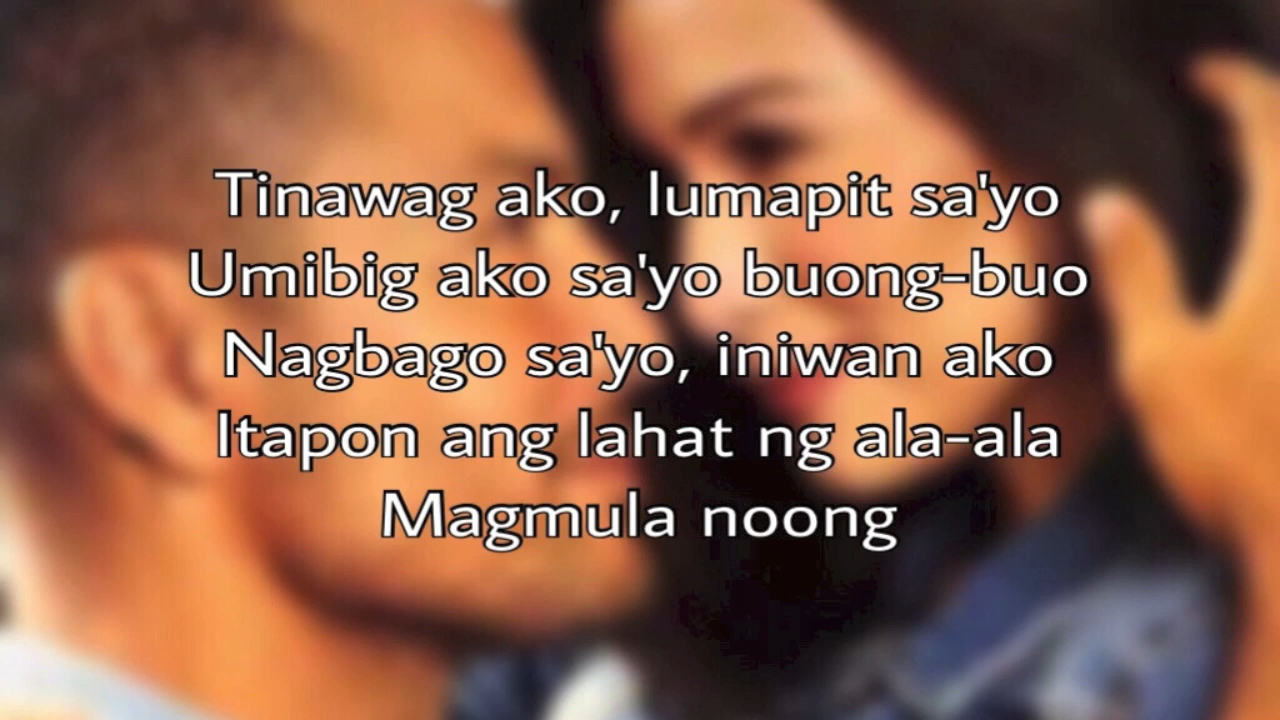 Tinawag ako, lumapit sa'yo
Umibig ako sa'yo buong-buo
Nagbago sa'yo, iniwan ako
Itapon ang lahat ng ala-ala
Magmula noong